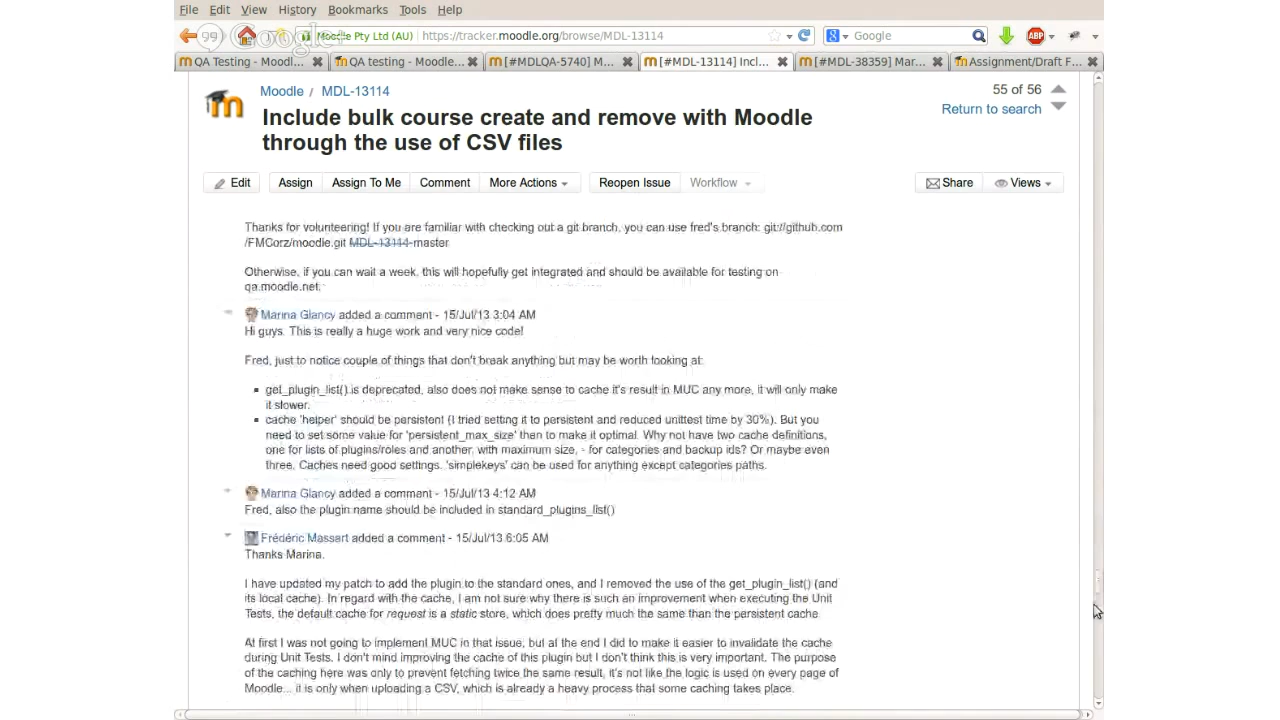 File Edit View History Bookmarks Tools Help
Moodle Pty Ltd (AU) https://tracker.moodle.org/browse/MDL-13114 Google ABP
QA Testing - Moodl... QA testing - Moodle... [#MDLQA-5740] M... [#MDL-13114] Incl... [#MDL-38359] Mar... Assignment/Draft F...
Moodle / MDL-13114 55 of 56
Return to search
Include bulk course create and remove with Moodle
through the use of CSV files
Edit Assign Assign To Me Comment More Actions Reopen Issue Workflow Share Views
Thanks for volunteering! If you are familiar with checking out a git branch, you can use fred's branch: git://github.com
/FMCorz/moodle.git MDL-13114-master
Otherwise, if you can wait a week, this will hopefully get integrated and should be available for testing on
qa.moodle.net.
Marina Glancy added a comment - 15/Jul/13 3:04 AM
Hi guys. This is really a huge work and very nice code!
Fred, just to notice couple of things that don't break anything but may be worth looking at:
get_plugin_list() is deprecated, also does not make sense to cache it's result in MUC any more, it will only make
it slower.
cache 'helper' should be persistent (I tried setting it to persistent and reduced unittest time by 30%). But you
need to set some value for 'persistent_max_size' than to make it optimal. Why not have two cache definitions,
one for lists of plugins/roles and another, with maximum size, - for categories and backup ids? Or maybe even
three. Caches need good settings. 'simplekeys' can be used for anything except categories paths.
Marina Glancy added a comment - 15/Jul/13 4:12 AM
Fred, also the plugin name should be included in standard_plugins_list()
Frédéric Massart added a comment - 15/Jul/13 6:05 AM
Thanks Marina.
I have updated my patch to add the plugin to the standard ones, and I removed the use of the get_plugin_list() (and
its local cache). In regard with the cache, I am not sure why there is such an improvement when executing the Unit
Tests, the default cache for request is a static store, which does pretty much the same than the persistent cache.
At first I was not going to implement MUC in that issue, but at the end I did to make it easier to invalidate the cache
during Unit Tests. I don't mind improving the cache of this plugin but I don't think this is very important. The purpose
of the caching here was only to prevent fetching twice the same result, it's not like the logic is used on every page of
Moodle... it is only when uploading a CSV, which is already a heavy process that some caching takes place.